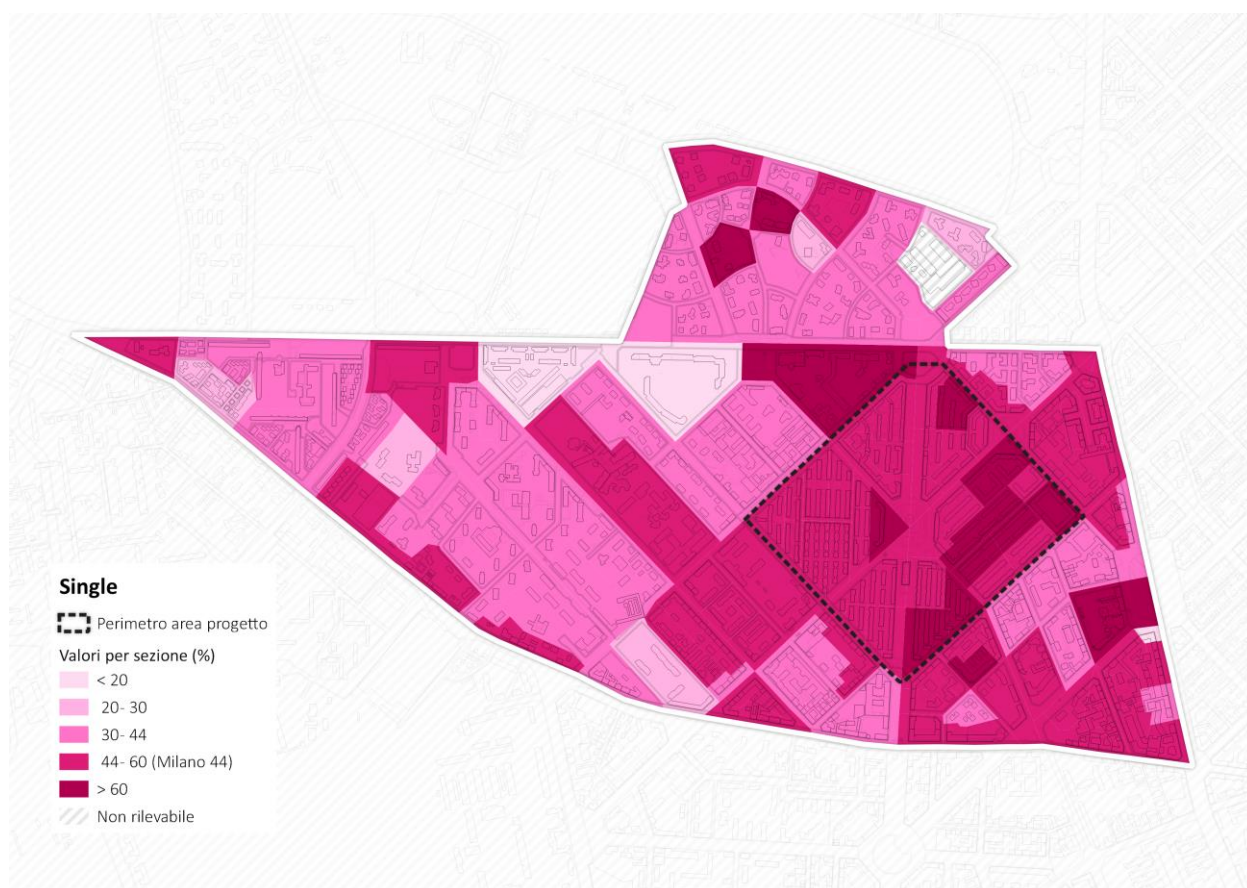 Single
Perimetro area progetto
Valori per sezione (%)
< 20
20- 30
30- 44
44- 60 (Milano 44)
> 60
Non rilevabile